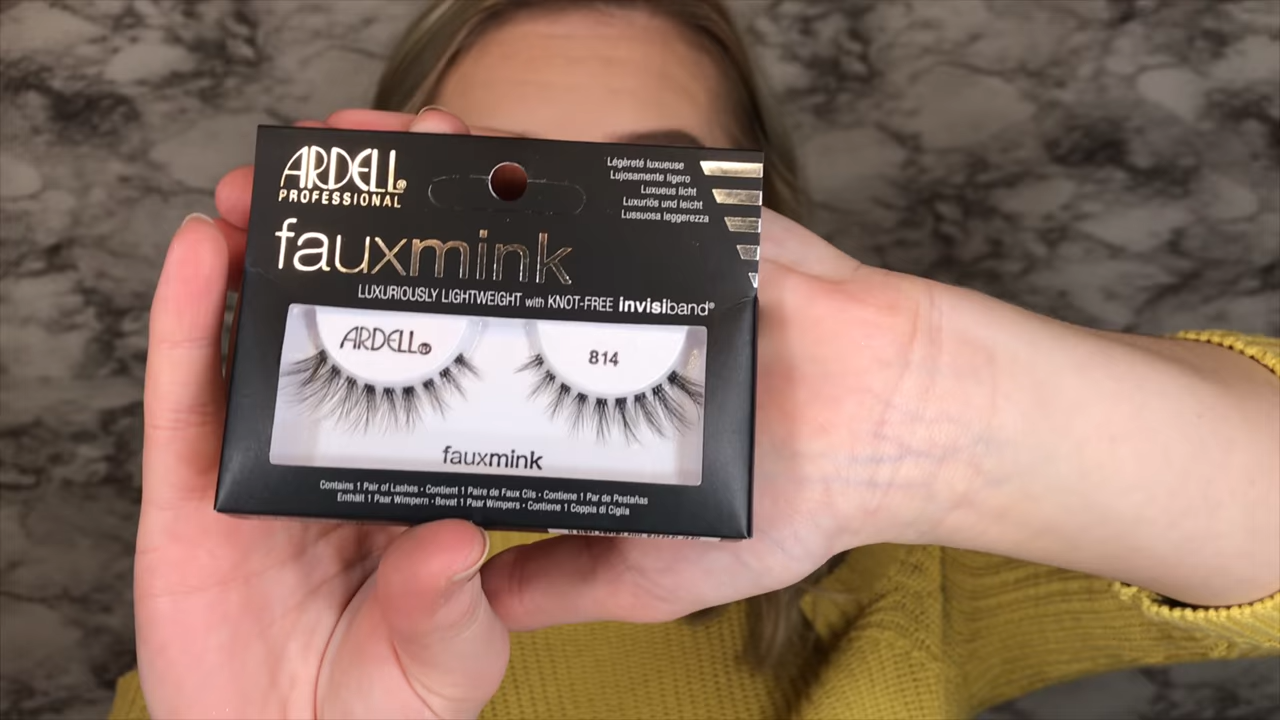 ARDELL®
PROFESSIONAL
fauxmink
Légèreté luxueuse
Lujosamente ligero
Luxueus licht
Luxuriös und leicht
Lussuosa leggerezza
LUXURIOUSLY LIGHTWEIGHT with KNOT-FREE invisiband®
ARDELL
814
fauxmink
Contains 1 Pair of Lashes • Contient 1 Paire de Faux Cils • Contiene 1 Par de Pestañas
Enthält 1 Paar Wimpern • Bevat 1 Paar Wimpers • Contiene 1 Coppia di Ciglia